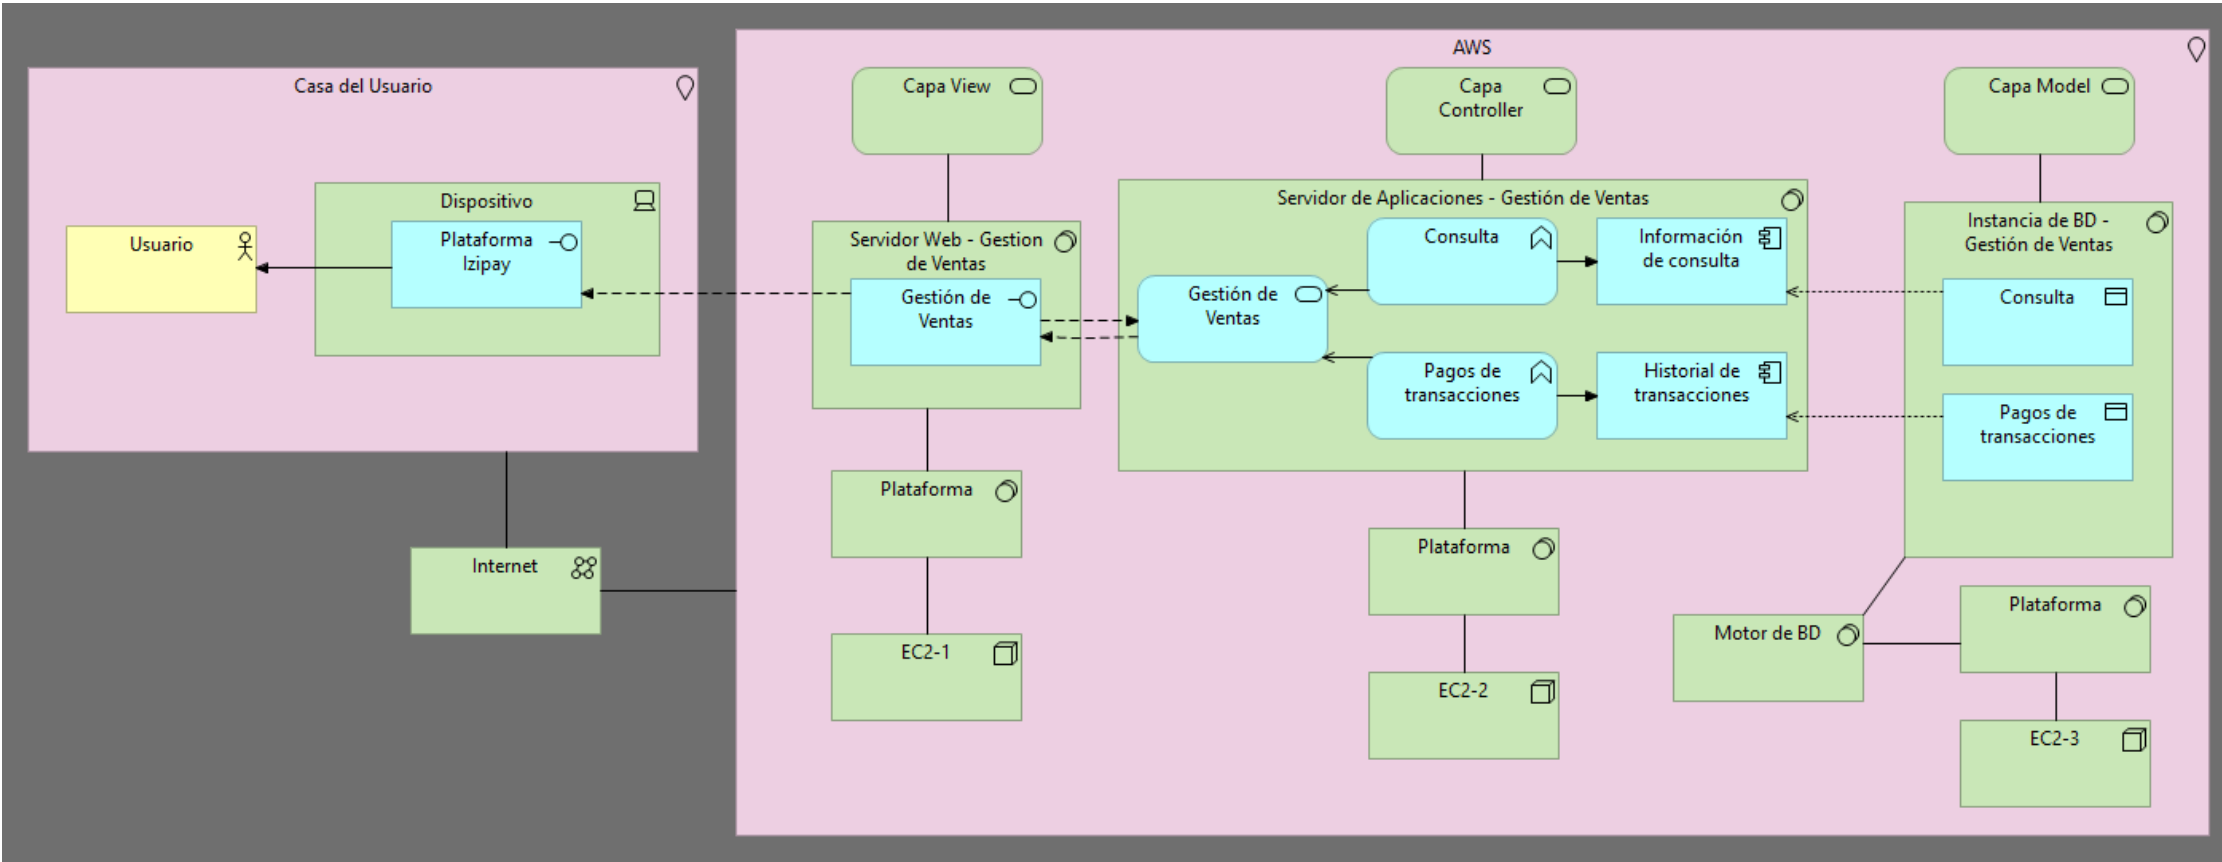 AWS
Casa del Usuario
Capa View
Capa
Controller
Capa Model
Dispositivo
Servidor de Aplicaciones - Gestión de Ventas
Usuario
Plataforma
Izipay
Servidor Web - Gestion
de Ventas
Consulta
Información
de consulta
Instancia de BD -
Gestión de Ventas
Gestión de
Ventas
Gestión de
Ventas
Consulta
Pagos de
transacciones
Historial de
transacciones
Pagos de
transacciones
Plataforma
Plataforma
Internet
Motor de BD
Plataforma
EC2-1
EC2-2
EC2-3